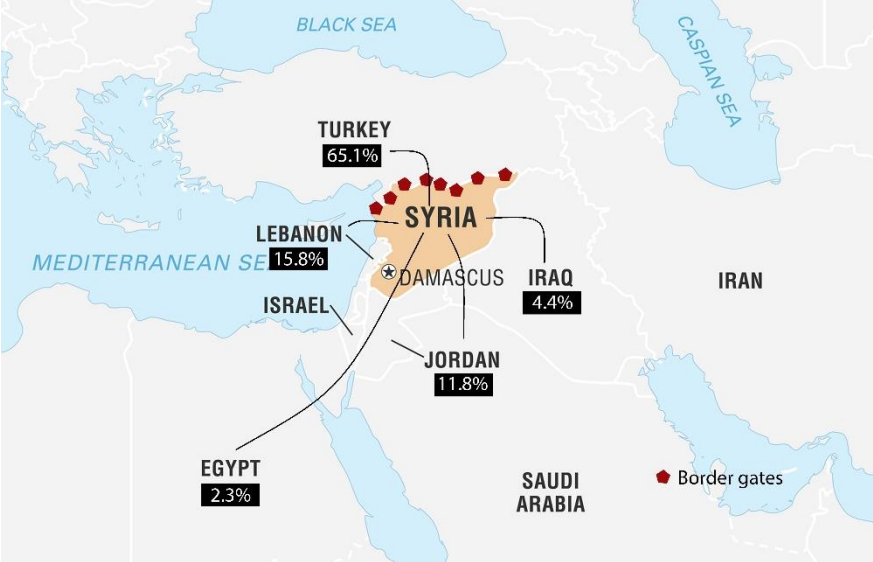 BLACK SEA
CASPIAN SEA
TURKEY
65.1%
SYRIA
LEBANON
15.8%
MEDITERRANEAN SE
DAMASCUS
IRAQ
4.4%
IRAN
ISRAEL
JORDAN
11.8%
EGYPT
2.3%
SAUDI
ARABIA
Border gates